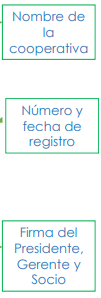 Nombre de
la
cooperativa
Número y
fecha de
registro
Firma del
Presidente,
Gerente y
Socio